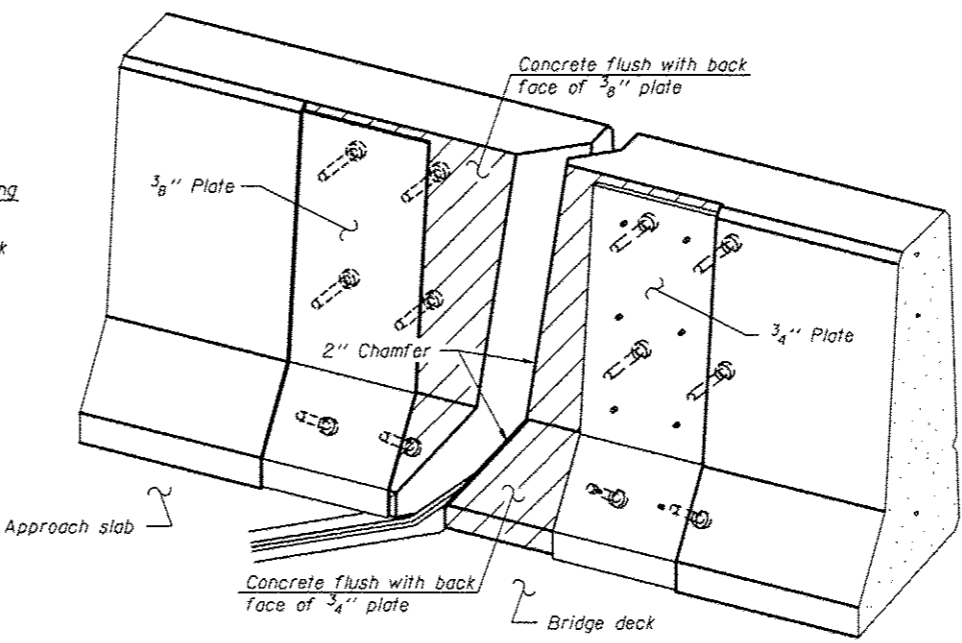 Concrete flush with back
face of 3/8" plate
ng
k
3/8" Plate
3/4" Plate
2" Chamfer
Approach slab
Concrete flush with back
face of 3/4" plate
Bridge deck